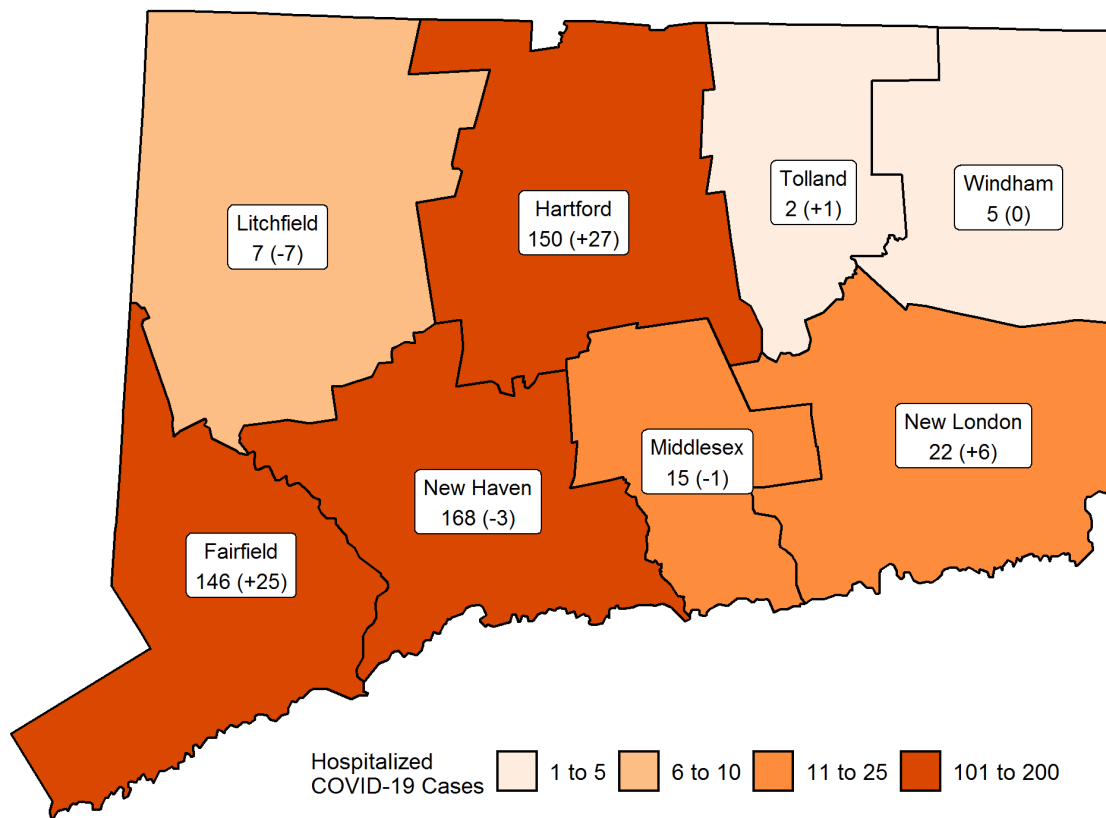 Tolland
2 (+1)
Windham
5 (0)
Hartford
150 (+27)
Litchfield
7 (-7)
New London
22 (+6)
Middlesex
15 (-1)
New Haven
168 (-3)
Fairfield
146 (+25)
Hospitalized
COVID-19 Cases
1 to 5
6 to 10
11 to 25
101 to 200